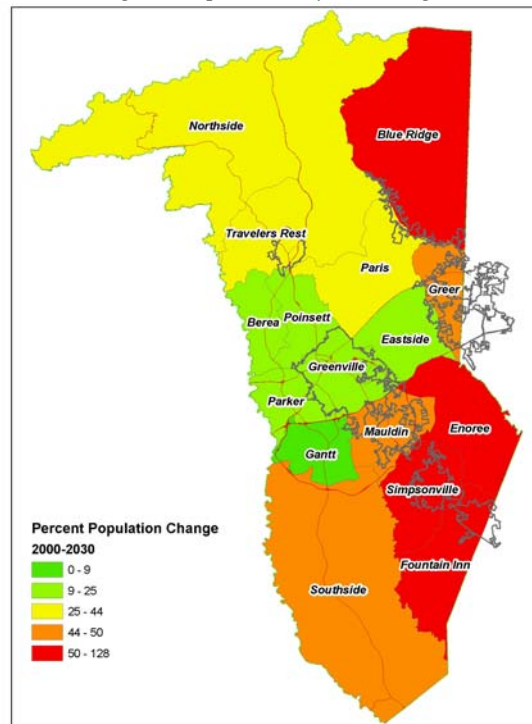 Northside
Blue Ridge
Travelers Rest
Paris
Greer
Berea
Poinsett
Eastside
Greenville
Parker
Mauldin
Enoree
Gantt
Simpsonville
Fountain Inn
Southside
Percent Population Change
2000-2030
0 - 9
9 - 25
25 - 44
44 - 50
50 - 128